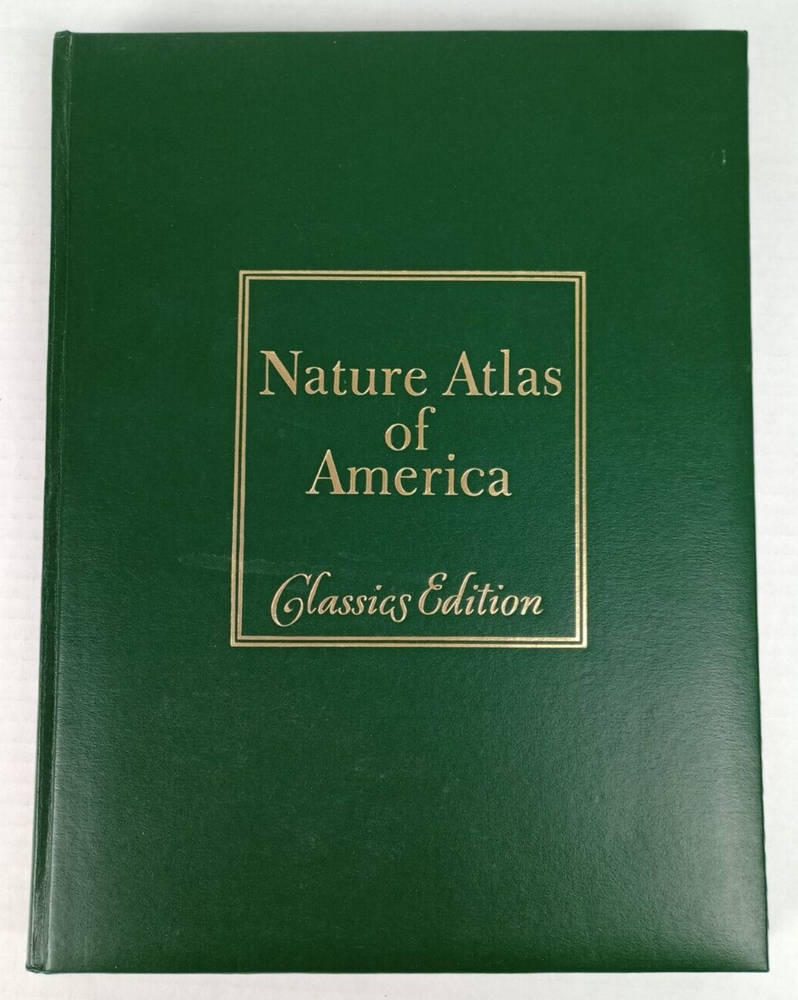 Nature Atlas
of
America
Classics Edition